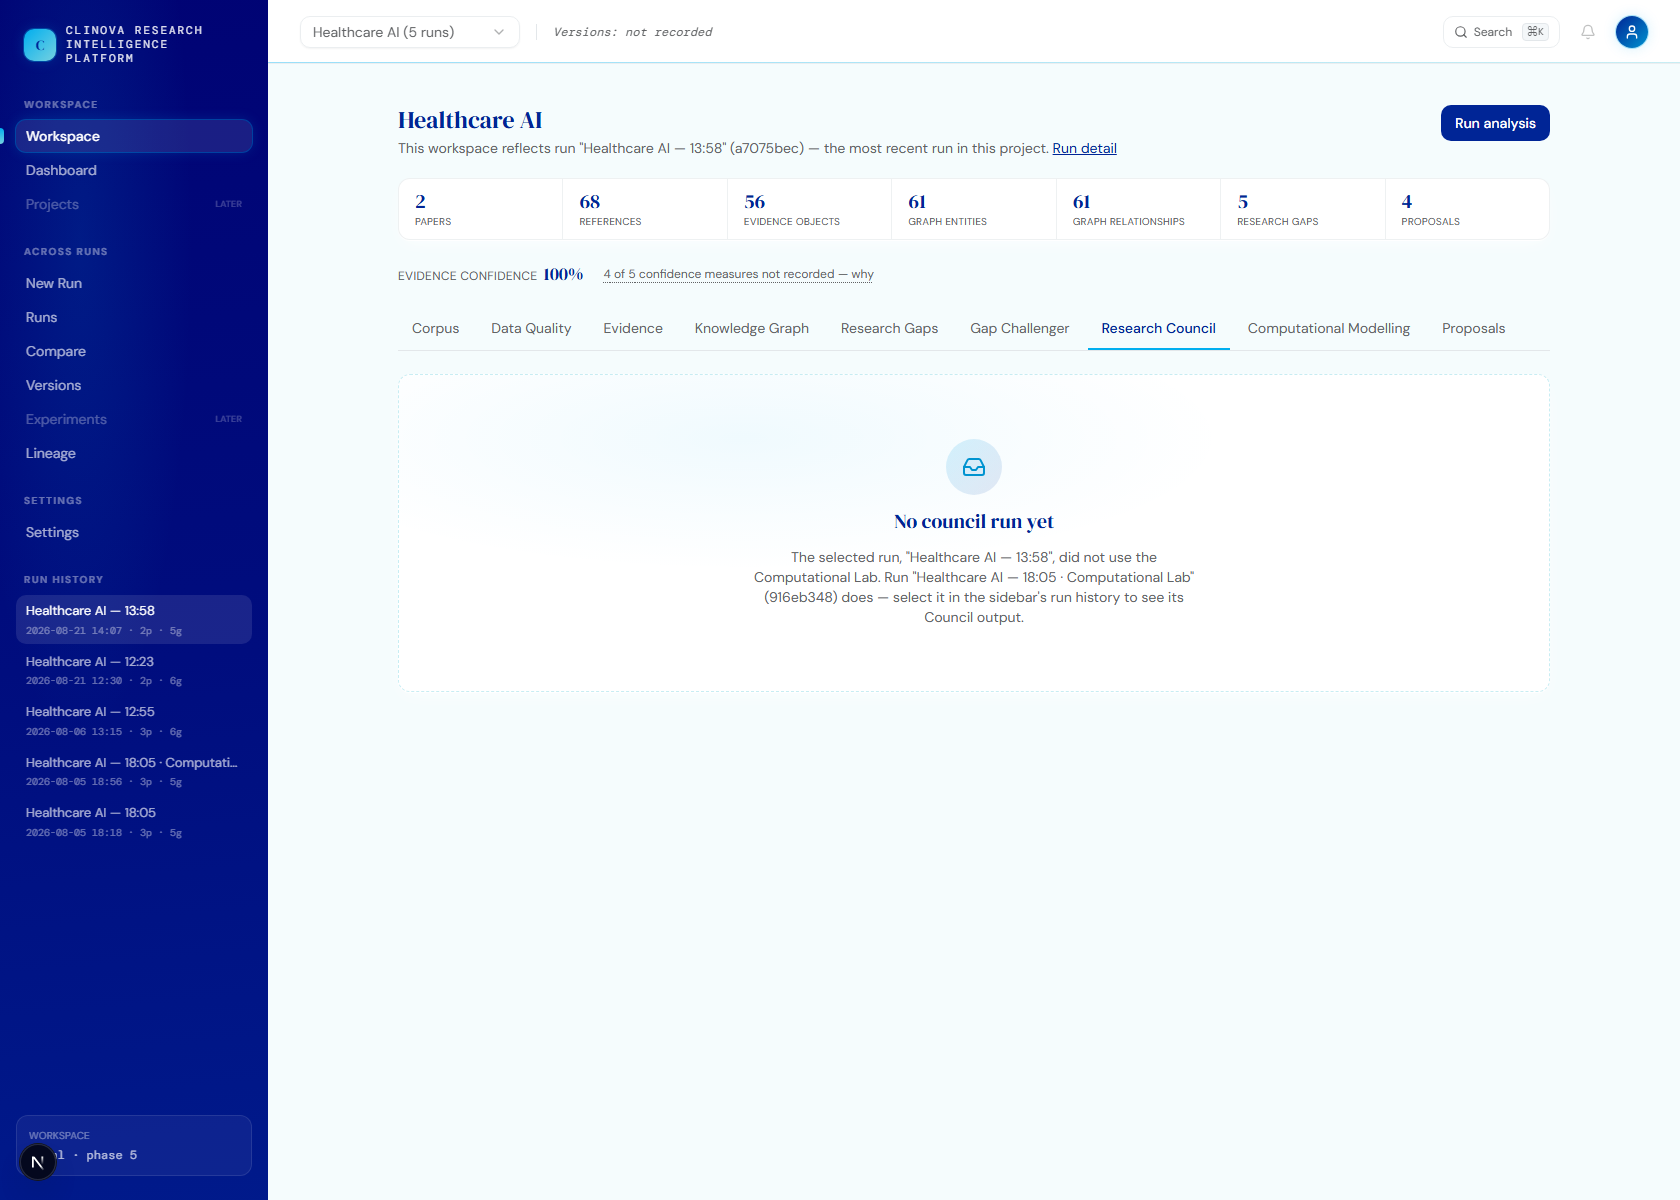 C
CLINOVA RESEARCH
INTELLIGENCE
PLATFORM
WORKSPACE
Workspace
Dashboard
Projects LATER
ACROSS RUNS
New Run
Runs
Compare
Versions
Experiments LATER
Lineage
SETTINGS
Settings
RUN HISTORY
Healthcare AI — 13:58
2026-08-21 14:07 · 2p · 5g
Healthcare AI — 12:23
2026-08-21 12:30 · 2p · 6g
Healthcare AI — 12:55
2026-08-06 13:15 · 3p · 6g
Healthcare AI — 18:05 · Computati...
2026-08-05 18:56 · 3p · 5g
Healthcare AI — 18:05
2026-08-05 18:18 · 3p · 5g
WORKSPACE
· phase 5
N
Healthcare AI (5 runs)
Versions: not recorded
Search ⌘K
Healthcare AI
This workspace reflects run "Healthcare AI — 13:58" (a7075bec) — the most recent run in this project. Run detail
Run analysis
2
PAPERS
68
REFERENCES
56
EVIDENCE OBJECTS
61
GRAPH ENTITIES
61
GRAPH RELATIONSHIPS
5
RESEARCH GAPS
4
PROPOSALS
EVIDENCE CONFIDENCE 100% 4 of 5 confidence measures not recorded — why
Corpus Data Quality Evidence Knowledge Graph Research Gaps Gap Challenger Research Council Computational Modelling Proposals
No council run yet
The selected run, "Healthcare AI — 13:58", did not use the
Computational Lab. Run "Healthcare AI — 18:05 · Computational Lab"
(916eb348) does — select it in the sidebar's run history to see its
Council output.